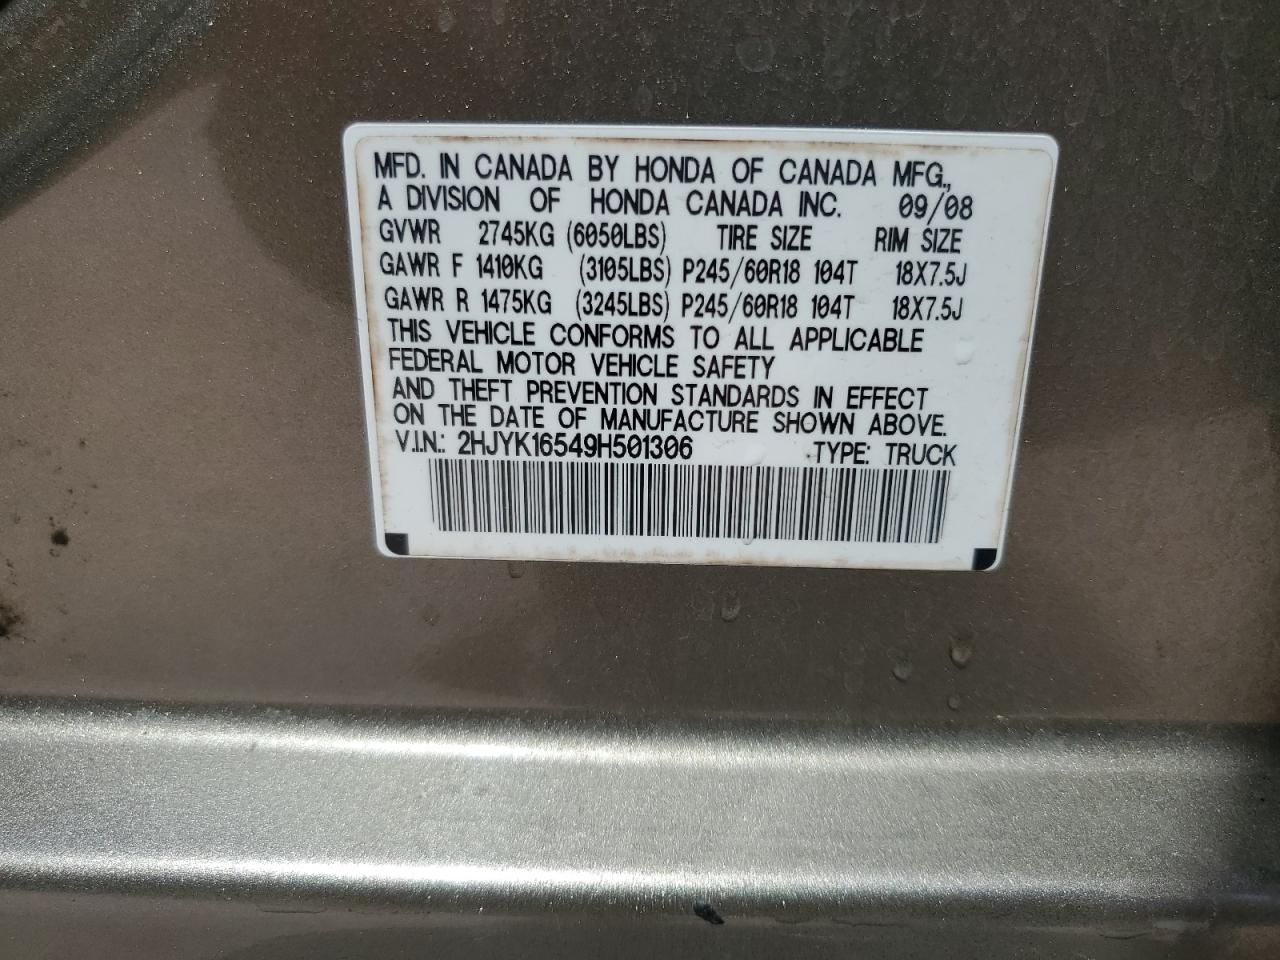 MFD. IN CANADA BY HONDA OF CANADA MFG.,
A DIVISION OF HONDA CANADA INC. 09/08
GVWR 2745KG (6050LBS) TIRE SIZE RIM SIZE
GAWR F 1410KG (3105LBS) P245/60R18 104T 18X7.5J
GAWR R 1475KG (3245LBS) P245/60R18 104T 18X7.5J
THIS VEHICLE CONFORMS TO ALL APPLICABLE
FEDERAL MOTOR VEHICLE SAFETY
AND THEFT PREVENTION STANDARDS IN EFFECT
ON THE DATE OF MANUFACTURE SHOWN ABOVE.
V.I.N.: 2HJYK16549H501306 TYPE: TRUCK